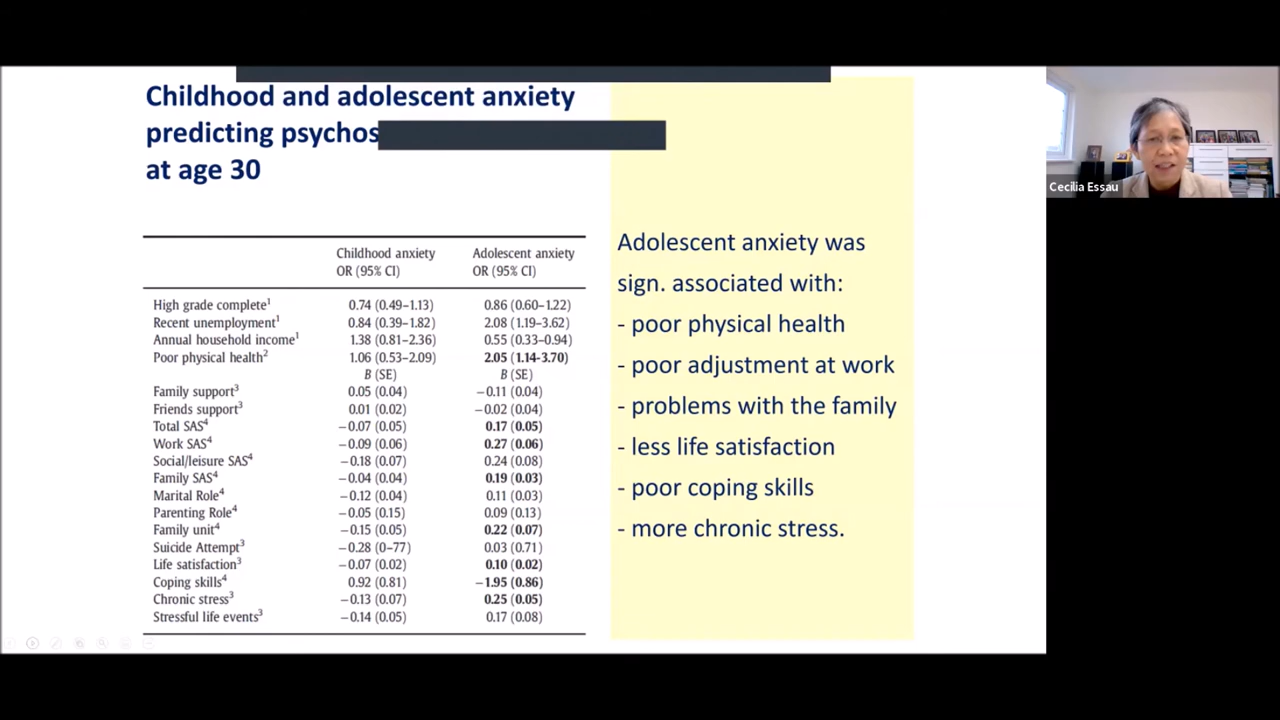 Childhood and adolescent anxiety
predicting psychos
at age 30
Childhood anxiety Adolescent anxiety
OR (95% CI) OR (95% CI)
High grade complete¹ 0.74 (0.49–1.13) 0.86 (0.60–1.22)
Recent unemployment¹ 0.84 (0.39–1.82) 2.08 (1.19–3.62)
Annual household income¹ 1.38 (0.81–2.36) 0.55 (0.33–0.94)
Poor physical health² 1.06 (0.53–2.09) 2.05 (1.14-3.70)
B (SE) B (SE)
Family support³ 0.05 (0.04) −0.11 (0.04)
Friends support³ 0.01 (0.02) −0.02 (0.04)
Total SAS⁴ −0.07 (0.05) 0.17 (0.05)
Work SAS⁴ −0.09 (0.06) 0.27 (0.06)
Social/leisure SAS⁴ −0.18 (0.07) 0.24 (0.08)
Family SAS⁴ −0.04 (0.04) 0.19 (0.03)
Marital Role⁴ −0.12 (0.04) 0.11 (0.03)
Parenting Role⁴ −0.05 (0.15) 0.09 (0.13)
Family unit⁴ −0.15 (0.05) 0.22 (0.07)
Suicide Attempt³ −0.28 (0–77) 0.03 (0.71)
Life satisfaction³ −0.07 (0.02) 0.10 (0.02)
Coping skills⁴ 0.92 (0.81) −1.95 (0.86)
Chronic stress³ −0.13 (0.07) 0.25 (0.05)
Stressful life events³ −0.14 (0.05) 0.17 (0.08)
Adolescent anxiety was
sign. associated with:
- poor physical health
- poor adjustment at work
- problems with the family
- less life satisfaction
- poor coping skills
- more chronic stress.
Cecilia Essau